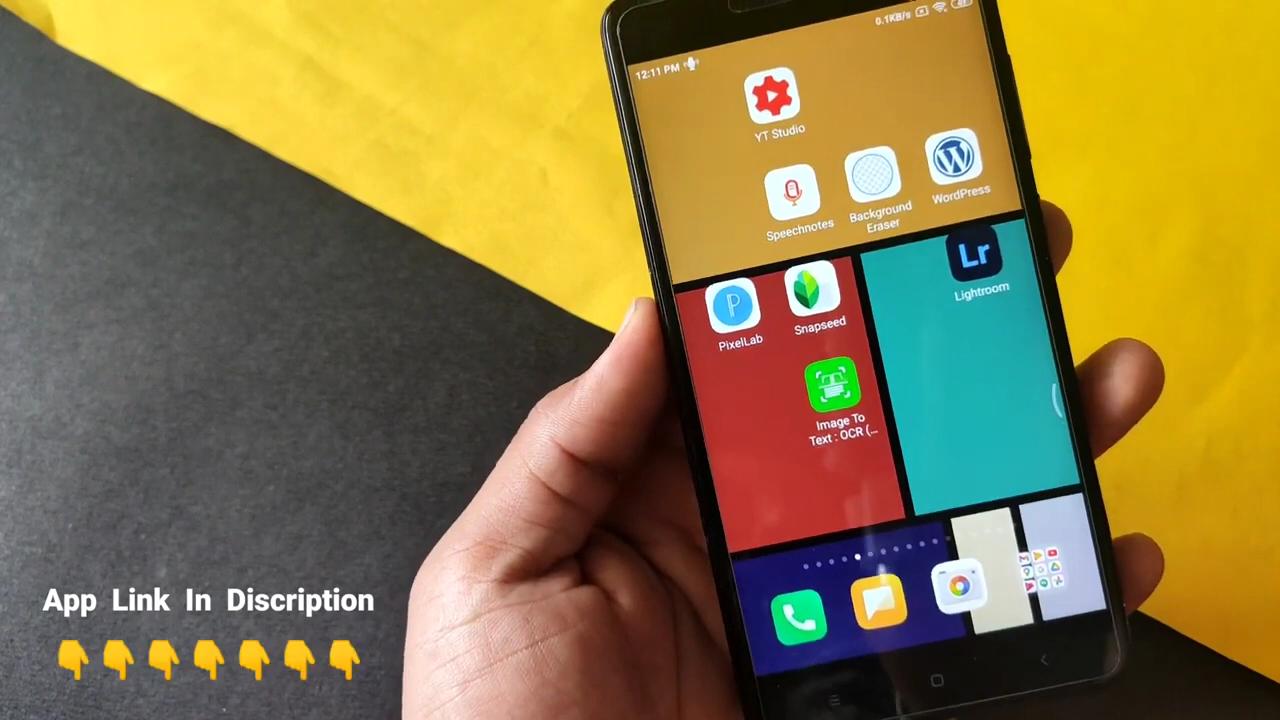 12:11 PM
0.1KB/s
YT Studio
Speechnotes
Background
Eraser
WordPress
PixelLab
Snapseed
Lr
Lightroom
Image To
Text : OCR (...
App Link In Discription